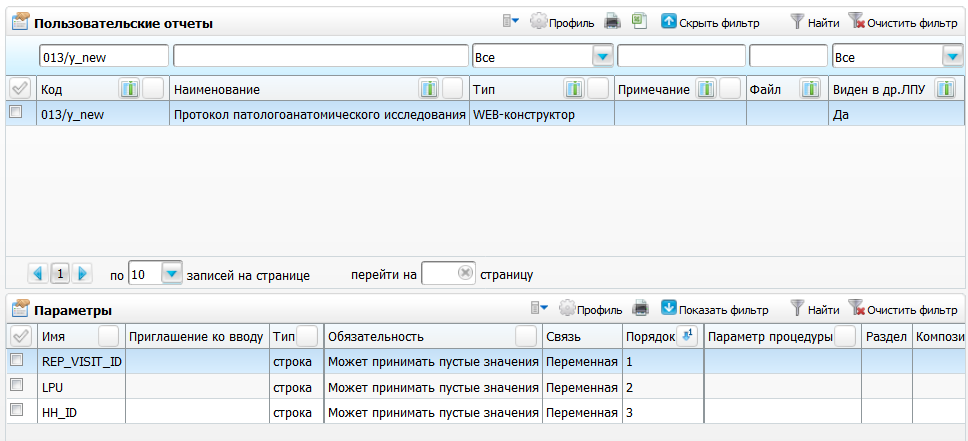 Пользовательские отчеты Профиль Скрыть фильтр Найти Очистить фильтр
013/y_new Все Все
Код Наименование Тип Примечание Файл Виден в др.ЛПУ
013/y_new Протокол патологоанатомического исследования WEB-конструктор Да
1 по 10 записей на странице перейти на страницу
Параметры Профиль Показать фильтр Найти Очистить фильтр
Имя Приглашение ко вводу Тип Обязательность Связь Порядок 1 Параметр процедуры Раздел Компози
REP_VISIT_ID строка Может принимать пустые значения Переменная 1
LPU строка Может принимать пустые значения Переменная 2
HH_ID строка Может принимать пустые значения Переменная 3